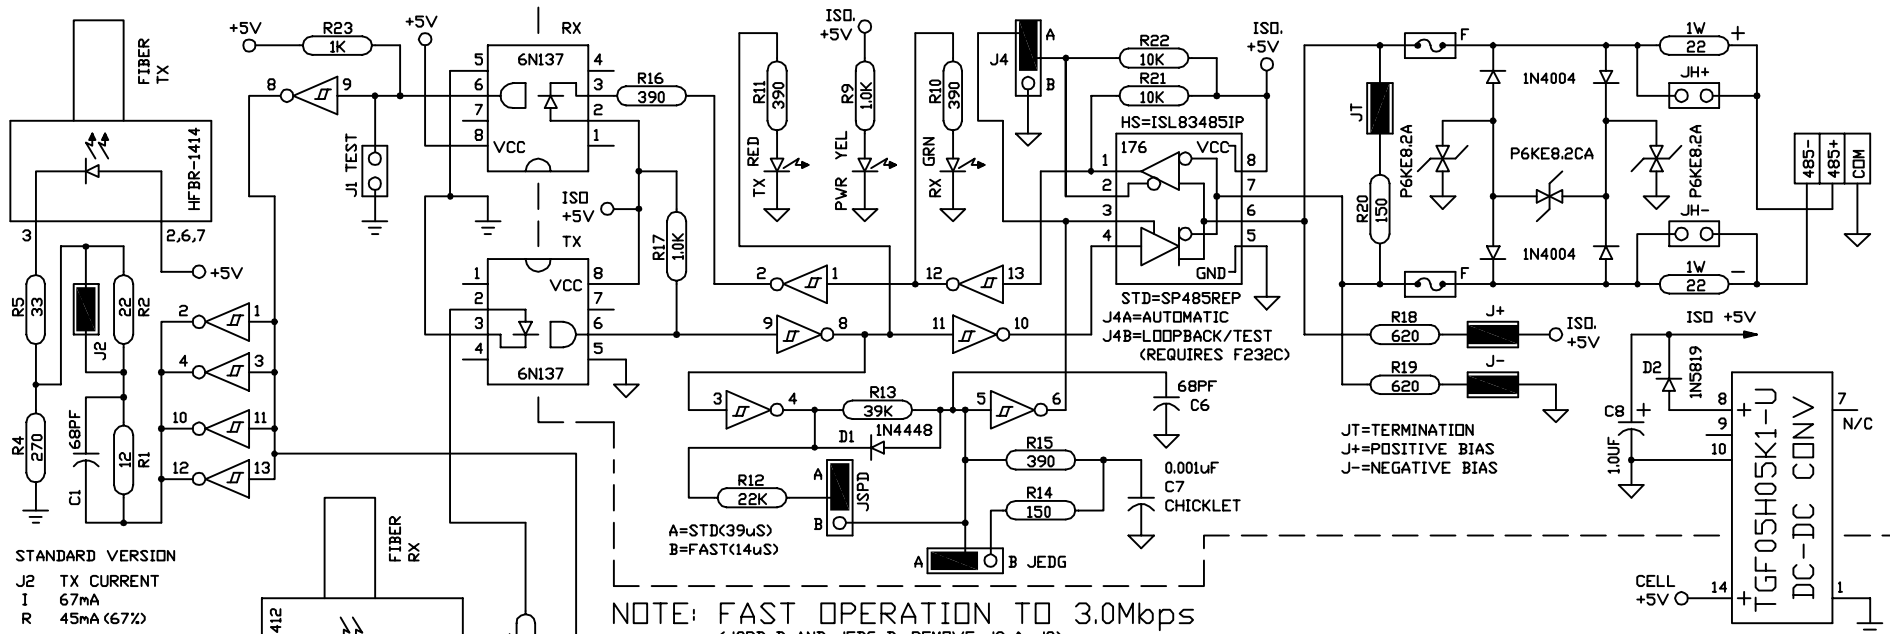 FIBER TX
HFBR-1414
3
2,6,7
+5V
+5V
R23
1K
8
9
J1 TEST
+5V
RX
6N137
5
6
7
8
VCC
4
3
2
1
R16
390
ISO
+5V
TX
R17
1.0K
1
2
3
4
VCC
8
7
6
5
6N137
R5
33
J2
22
R2
R4
270
68PF
C1
12
R1
2
1
4
3
10
11
12
13
STANDARD VERSION
J2 TX CURRENT
I 67mA
R 45mA (67%)
FIBER RX
412
R11
390
TX RED
ISO.
+5V
R9
1.0K
PWR YEL
R10
390
RX GRN
2
1
12
13
9
8
11
10
3
4
R13
39K
D1
1N4448
5
6
68PF
C6
R12
22K
A
JSPD
B
A=STD(39uS)
B=FAST(14uS)
R15
390
R14
150
0.001uF
C7
CHICKLET
A
B JEDG
NOTE: FAST OPERATION TO 3.0Mbps
J4
A
B
R22
10K
R21
10K
ISO.
+5V
HS=ISL83485IP
176
VCC
1
2
3
4
8
7
6
5
GND
STD=SP485REP
J4A=AUTOMATIC
J4B=LOOPBACK/TEST
(REQUIRES F232C)
JT
R20
150
F
F
P6KE8.2A
1N4004
P6KE8.2CA
1N4004
P6KE8.2A
1W
22
+
JH+
JH-
1W
22
-
485-
485+
COM
R18
620
J+
ISO.
+5V
R19
620
J-
JT=TERMINATION
J+=POSITIVE BIAS
J-=NEGATIVE BIAS
ISO +5V
D2
1N5819
C8
+
1.0UF
8
9
10
+
TGF05H05K1-U
DC-DC CONV
7
N/C
CELL
+5V
14
+
1